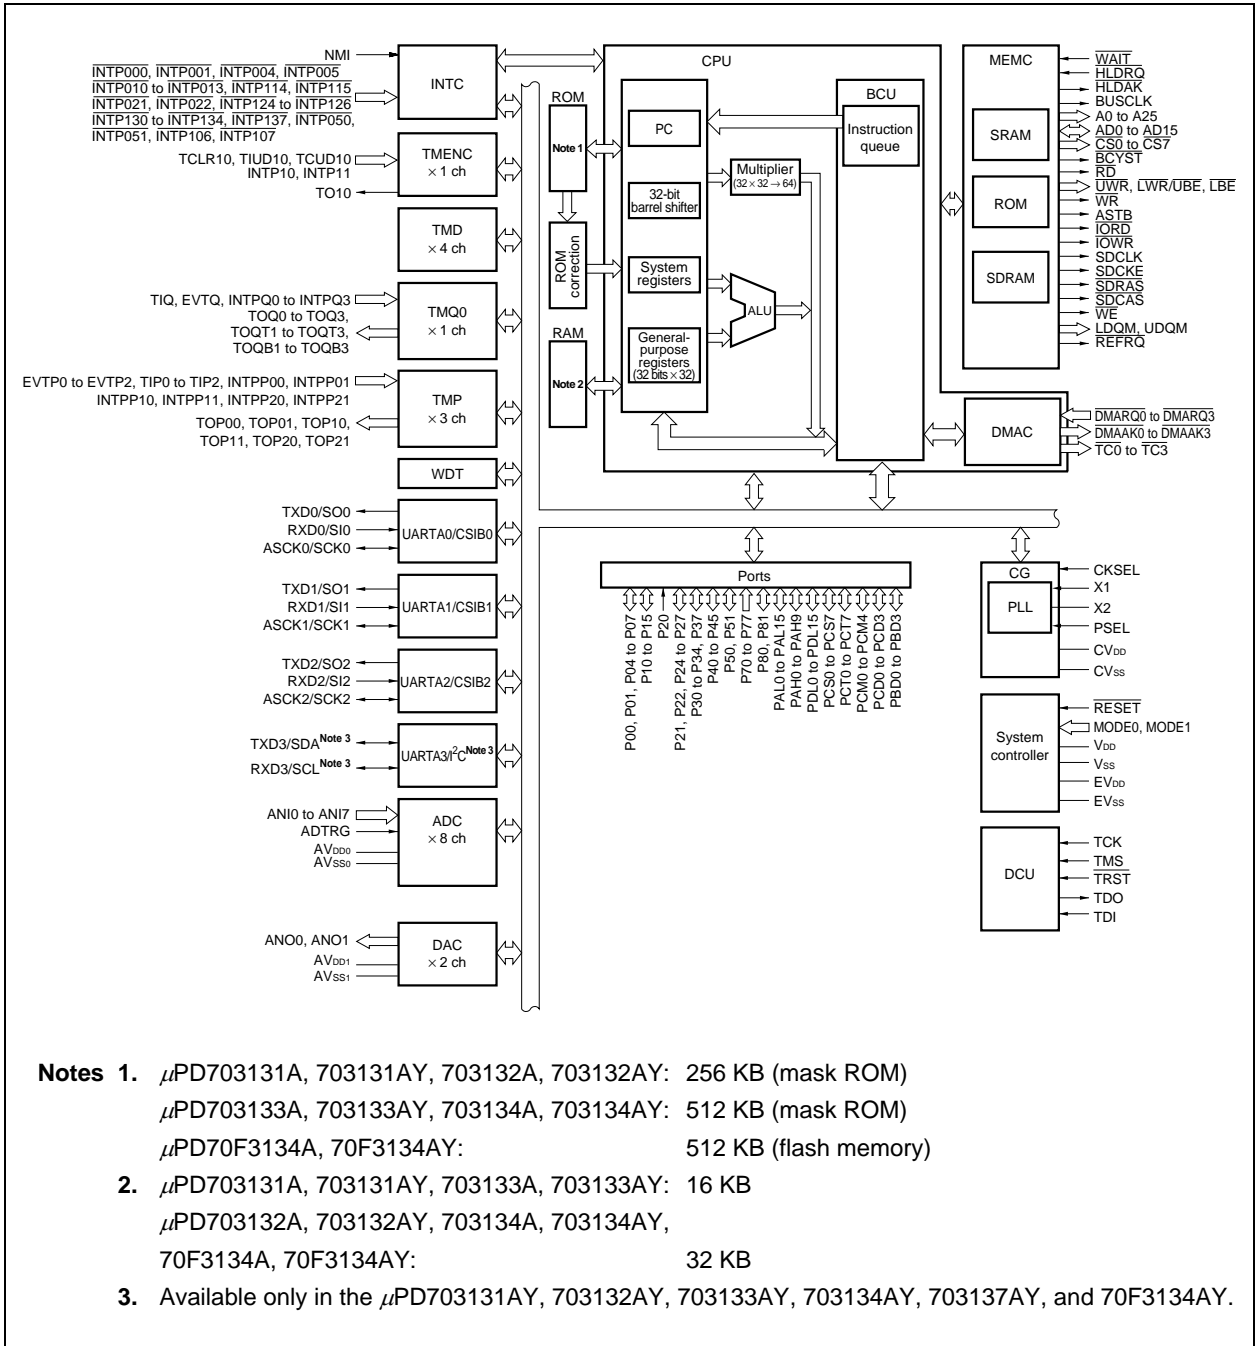 NMI
INTP000, INTP001, INTP004, INTP005
INTP010 to INTP013, INTP114, INTP115
INTP021, INTP022, INTP124 to INTP126
INTP130 to INTP134, INTP137, INTP050,
INTP051, INTP106, INTP107
INTC
TCLR10, TIUD10, TCUD10
INTP10, INTP11
TO10
TMENC
× 1 ch
TMD
× 4 ch
TIQ, EVTQ, INTPQ0 to INTPQ3
TOQ0 to TOQ3,
TOQT1 to TOQT3,
TOQB1 to TOQB3
TMQ0
× 1 ch
EVTP0 to EVTP2, TIP0 to TIP2, INTPP00, INTPP01
INTPP10, INTPP11, INTPP20, INTPP21
TOP00, TOP01, TOP10,
TOP11, TOP20, TOP21
TMP
× 3 ch
WDT
TXD0/SO0
RXD0/SI0
ASCK0/SCK0
UARTA0/CSIB0
TXD1/SO1
RXD1/SI1
ASCK1/SCK1
UARTA1/CSIB1
TXD2/SO2
RXD2/SI2
ASCK2/SCK2
UARTA2/CSIB2
TXD3/SDA Note 3
RXD3/SCL Note 3
UARTA3/I2C Note 3
ANI0 to ANI7
ADTRG
AVDD0
AVSS0
ADC
× 8 ch
ANO0, ANO1
AVDD1
AVSS1
DAC
× 2 ch
ROM
Note 1
ROM
correction
RAM
Note 2
CPU
PC
32-bit
barrel shifter
System
registers
General-
purpose
registers
(32 bits × 32)
Multiplier
(32 × 32 → 64)
ALU
BCU
Instruction
queue
MEMC
SRAM
ROM
SDRAM
WAIT
HLDRQ
HLDAK
BUSCLK
A0 to A25
AD0 to AD15
CS0 to CS7
BCYST
RD
UWR, LWR/UBE, LBE
WR
ASTB
IORD
IOWR
SDCLK
SDCKE
SDRAS
SDCAS
WE
LDQM, UDQM
REFRQ
DMAC
DMARQ0 to DMARQ3
DMAAK0 to DMAAK3
TC0 to TC3
Ports
P00, P01, P04 to P07
P10 to P15
P20
P21, P22, P24 to P27
P30 to P34, P37
P40 to P45
P50, P51
P70 to P77
P80, P81
PAL0 to PAL15
PAH0 to PAH9
PDL0 to PDL15
PCS0 to PCS7
PCT0 to PCT7
PCM0 to PCM4
PCD0 to PCD3
PBD0 to PBD3
CG
PLL
CKSEL
X1
X2
PSEL
CVDD
CVSS
System
controller
RESET
MODE0, MODE1
VDD
VSS
EVDD
EVSS
DCU
TCK
TMS
TRST
TDO
TDI
Notes 1. μPD703131A, 703131AY, 703132A, 703132AY: 256 KB (mask ROM)
μPD703133A, 703133AY, 703134A, 703134AY: 512 KB (mask ROM)
μPD70F3134A, 70F3134AY: 512 KB (flash memory)
2. μPD703131A, 703131AY, 703133A, 703133AY: 16 KB
μPD703132A, 703132AY, 703134A, 703134AY,
70F3134A, 70F3134AY: 32 KB
3. Available only in the μPD703131AY, 703132AY, 703133AY, 703134AY, 703137AY, and 70F3134AY.